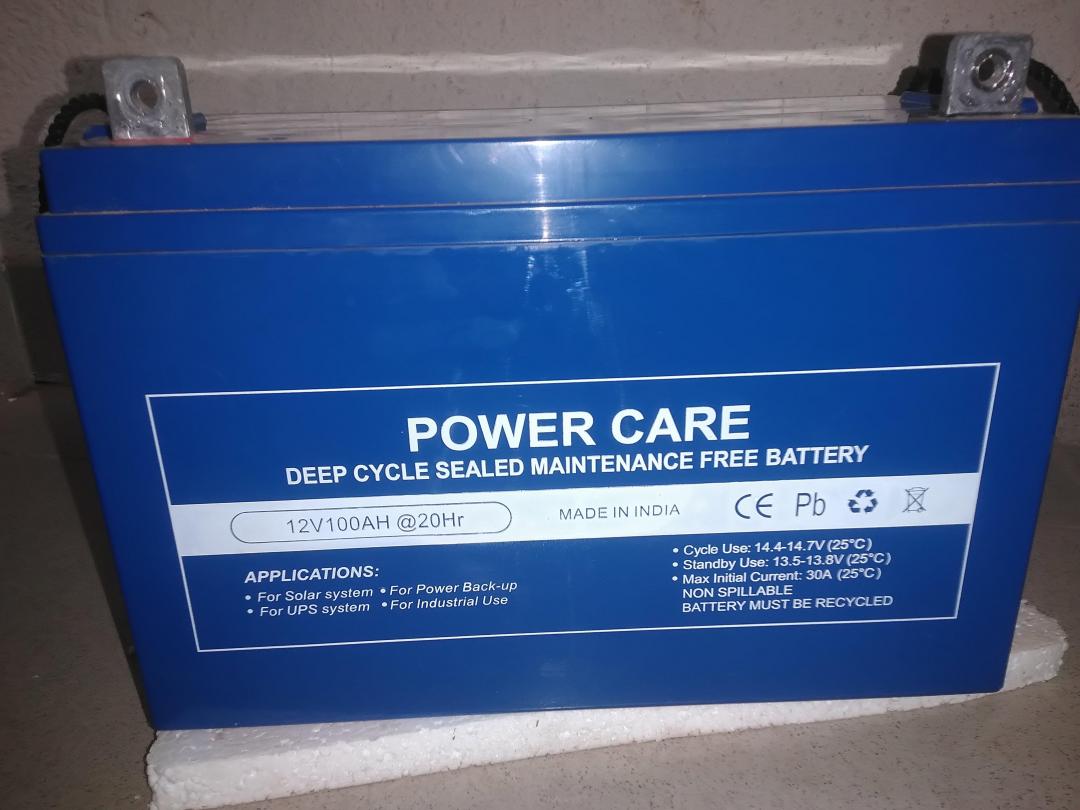 POWER CARE
DEEP CYCLE SEALED MAINTENANCE FREE BATTERY
12V100AH @20Hr
MADE IN INDIA
CE Pb
APPLICATIONS:
• For Solar system • For Power Back-up
• For UPS system • For Industrial Use
• Cycle Use: 14.4-14.7V (25°C)
• Standby Use: 13.5-13.8V (25°C)
• Max Initial Current: 30A (25°C)
NON SPILLABLE
BATTERY MUST BE RECYCLED